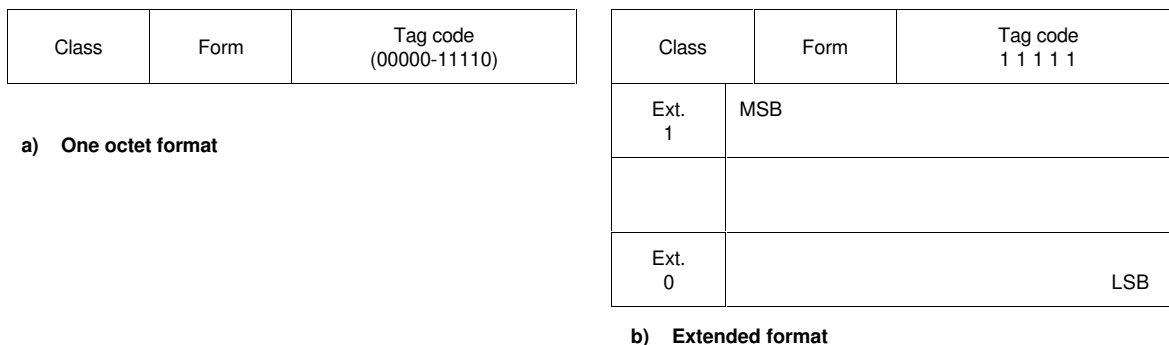 Class Form Tag code
(00000-11110)
a) One octet format
Class Form Tag code
1 1 1 1 1
Ext.
1
MSB
Ext.
0
LSB
b) Extended format